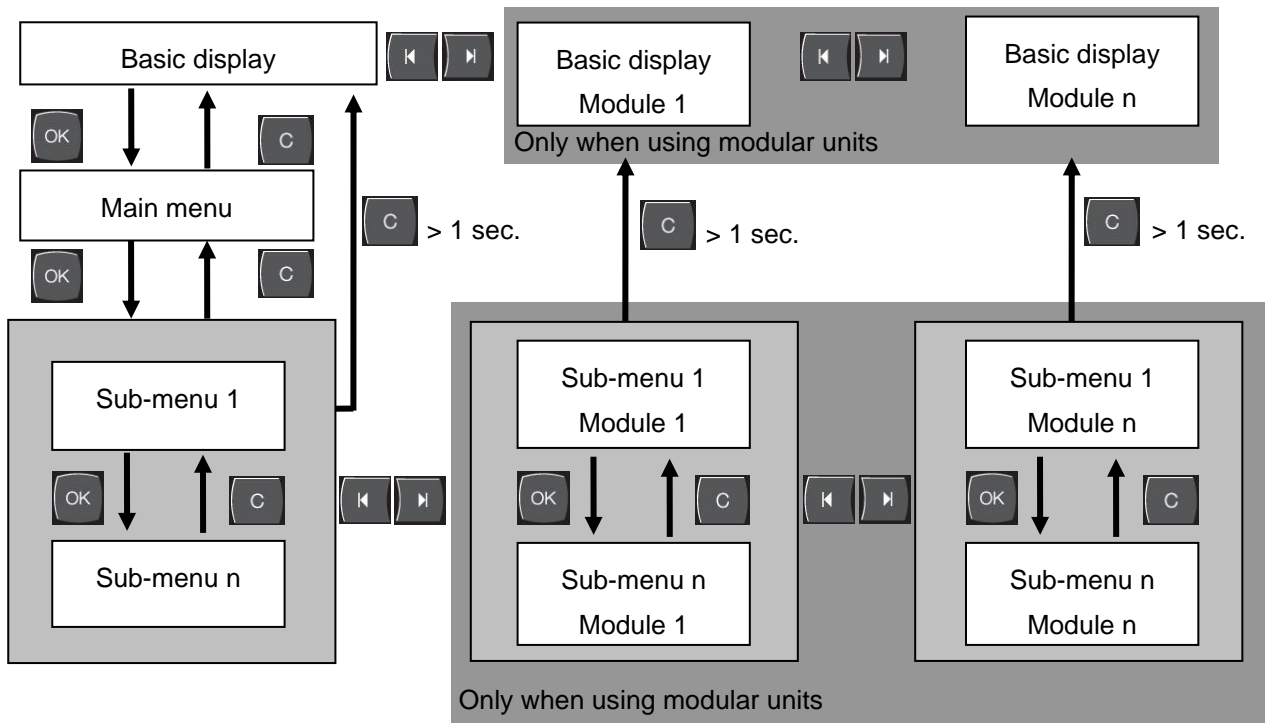 Basic display
Basic display
Module 1
Basic display
Module n
Only when using modular units
OK
C
Main menu
C
> 1 sec.
C
> 1 sec.
C
> 1 sec.
OK
C
Sub-menu 1
Sub-menu 1
Module 1
Sub-menu 1
Module n
OK
C
OK
C
OK
C
Sub-menu n
Sub-menu n
Module 1
Sub-menu n
Module n
Only when using modular units